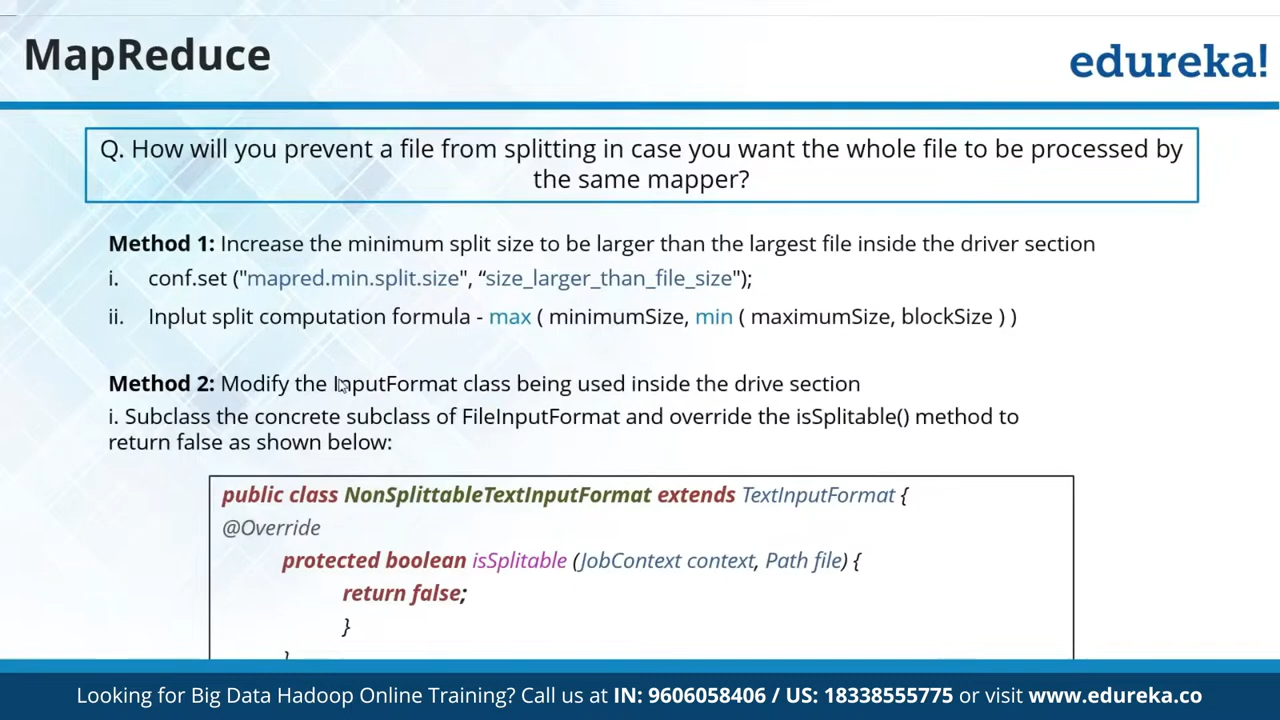 MapReduce
edureka!
Q. How will you prevent a file from splitting in case you want the whole file to be processed by
the same mapper?
Method 1: Increase the minimum split size to be larger than the largest file inside the driver section
i. conf.set ("mapred.min.split.size", “size_larger_than_file_size");
ii. Inplut split computation formula - max ( minimumSize, min ( maximumSize, blockSize ) )
Method 2: Modify the InputFormat class being used inside the drive section
i. Subclass the concrete subclass of FileInputFormat and override the isSplitable() method to
return false as shown below:
public class NonSplittableTextInputFormat extends TextInputFormat {
@Override
protected boolean isSplitable (JobContext context, Path file) {
return false;
}
}
Looking for Big Data Hadoop Online Training? Call us at IN: 9606058406 / US: 18338555775 or visit www.edureka.co